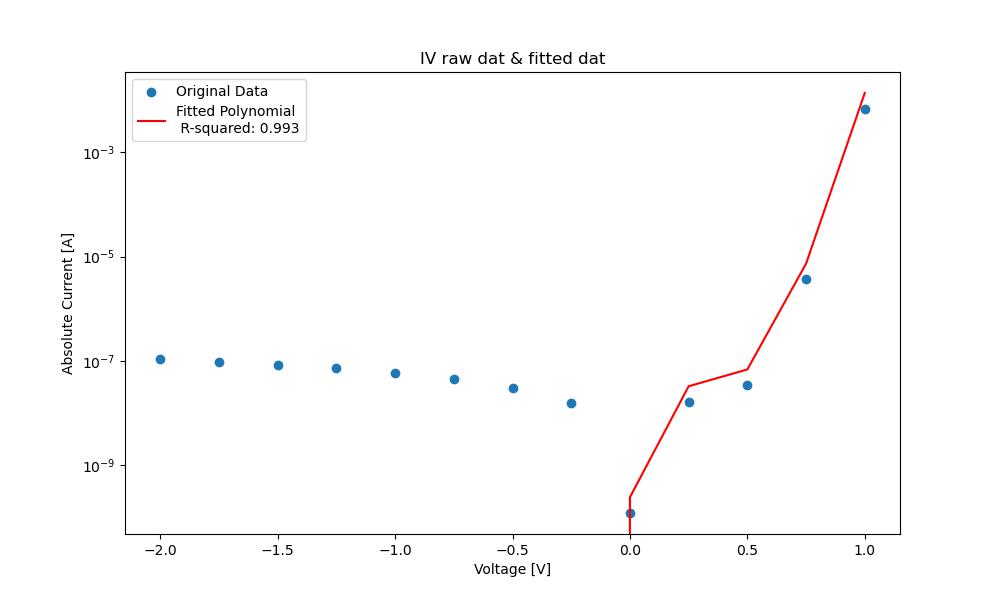 IV raw dat & fitted dat
Original Data
Fitted Polynomial
R-squared: 0.993
Absolute Current [A]
10⁻³
10⁻⁵
10⁻⁷
10⁻⁹
−2.0 −1.5 −1.0 −0.5 0.0 0.5 1.0
Voltage [V]